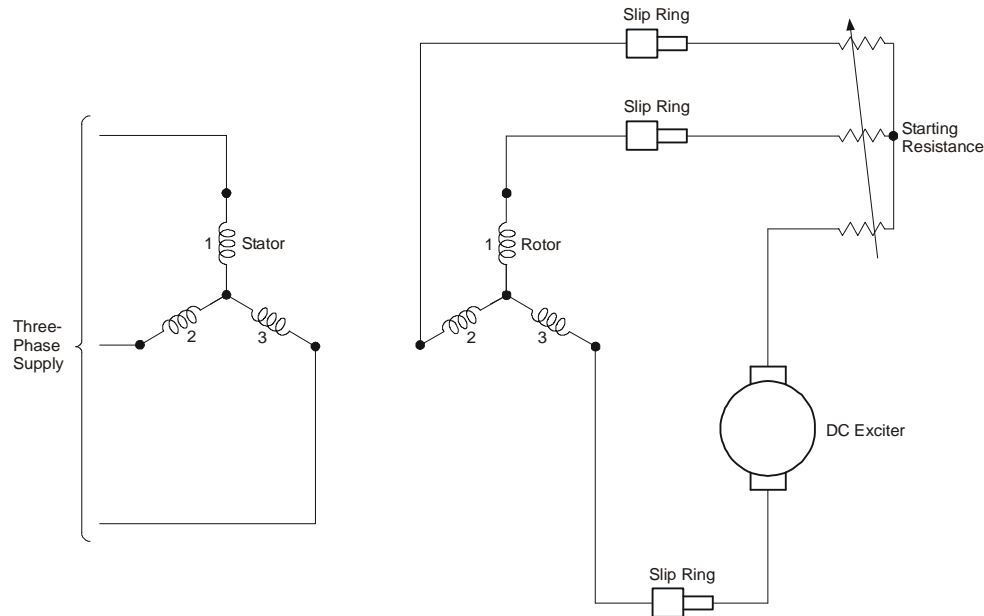 Slip Ring
Slip Ring
Starting
Resistance
1
Stator
1
Rotor
Three-
Phase
Supply
2
3
2
3
DC Exciter
Slip Ring